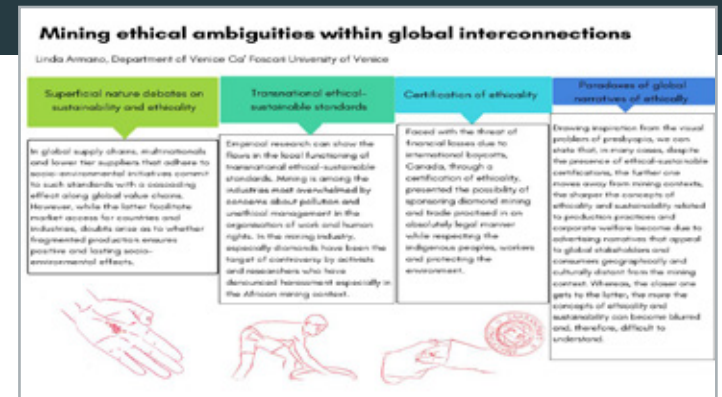 Mining ethical ambiguities within global interconnections
Linda Armano, Department of Venice Ca' Foscari University of Venice
Superficial nature debates on
sustainability and ethicality
In global supply chains, multinationals
and lower tier suppliers that adhere to
socio-environmental initiatives commit
to such standards with a cascading
effect along global value chains.
However, while the latter facilitate
market access for countries and
industries, doubts arise as to whether
fragmented production ensures
positive and lasting socio-
environmental effects.
Transnational ethical-
sustainable standards
Empirical research can show the
flaws in the local functioning of
transnational ethical-sustainable
standards. Mining is among the
industries most overwhelmed by
concerns about pollution and
unethical management in the
organisation of work and human
rights. In the mining industry,
especially diamonds have been the
target of controversy by activists
and researchers who have
denounced harassment especially in
the African mining context.
Certification of ethicality
Faced with the threat of
financial losses due to
international boycotts,
Canada, through a
certification of ethicality,
presented the possibility of
sponsoring diamond mining
and trade practised in an
absolutely legal manner
while respecting the
indigenous peoples, workers
and protecting the
environment.
Paradoxes of global
narratives of ethically
Drawing inspiration from the visual
problem of presbyopia, we can
state that, in many cases, despite
the presence of ethical-sustainable
certifications, the further one
moves away from mining contexts,
the sharper the concepts of
ethicality and sustainability related
to production practices and
corporate welfare become due to
advertising narratives that appeal
to global stakeholders and
consumers geographically and
culturally distant from the mining
context. Whereas, the closer one
gets to the latter, the more the
concepts of ethicality and
sustainability can become blurred
and, therefore, difficult to
understand.